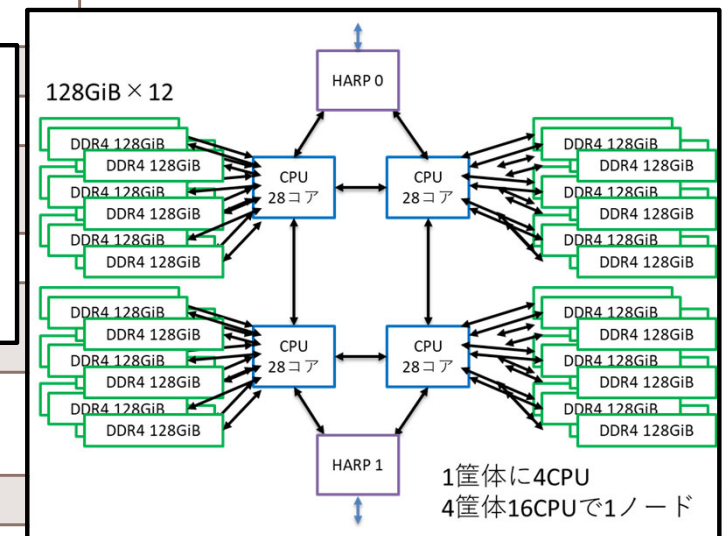 HARP 0
128GiB × 12
DDR4 128GiB
DDR4 128GiB
DDR4 128GiB
DDR4 128GiB
DDR4 128GiB
DDR4 128GiB
CPU
28コア
CPU
28コア
DDR4 128GiB
DDR4 128GiB
DDR4 128GiB
DDR4 128GiB
DDR4 128GiB
DDR4 128GiB
DDR4 128GiB
DDR4 128GiB
DDR4 128GiB
DDR4 128GiB
DDR4 128GiB
DDR4 128GiB
CPU
28コア
CPU
28コア
DDR4 128GiB
DDR4 128GiB
DDR4 128GiB
DDR4 128GiB
DDR4 128GiB
DDR4 128GiB
HARP 1
1筐体に4CPU
4筐体16CPUで1ノード